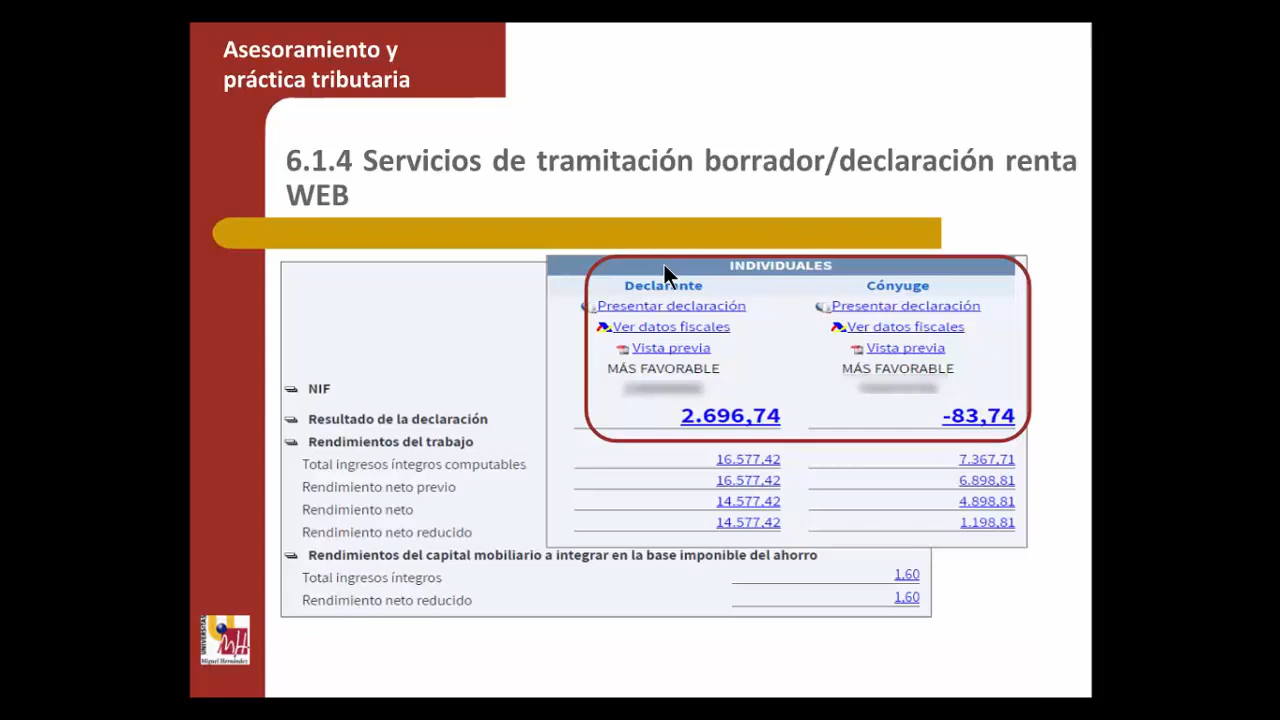 Asesoramiento y
práctica tributaria
6.1.4 Servicios de tramitación borrador/declaración renta
WEB
INDIVIDUALES
Declarante Cónyuge
Presentar declaración Presentar declaración
Ver datos fiscales Ver datos fiscales
Vista previa Vista previa
MÁS FAVORABLE MÁS FAVORABLE
NIF
Resultado de la declaración 2.696,74 -83,74
Rendimientos del trabajo
Total ingresos íntegros computables 16.577,42 7.367,71
Rendimiento neto previo 16.577,42 6.898,81
Rendimiento neto 14.577,42 4.898,81
Rendimiento neto reducido 14.577,42 1.198,81
Rendimientos del capital mobiliario a integrar en la base imponible del ahorro
Total ingresos íntegros 1,60
Rendimiento neto reducido 1,60
UNIVERSITAS
Miguel Hernández